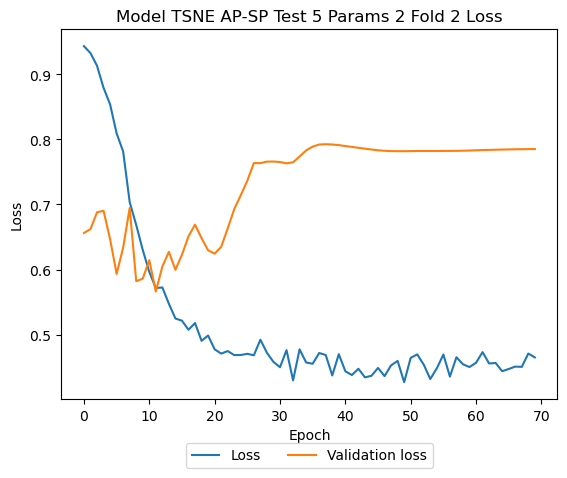 Model TSNE AP-SP Test 5 Params 2 Fold 2 Loss
0.9
0.8
0.7
0.6
0.5
Loss
0 10 20 30 40 50 60 70
Epoch
Loss Validation loss